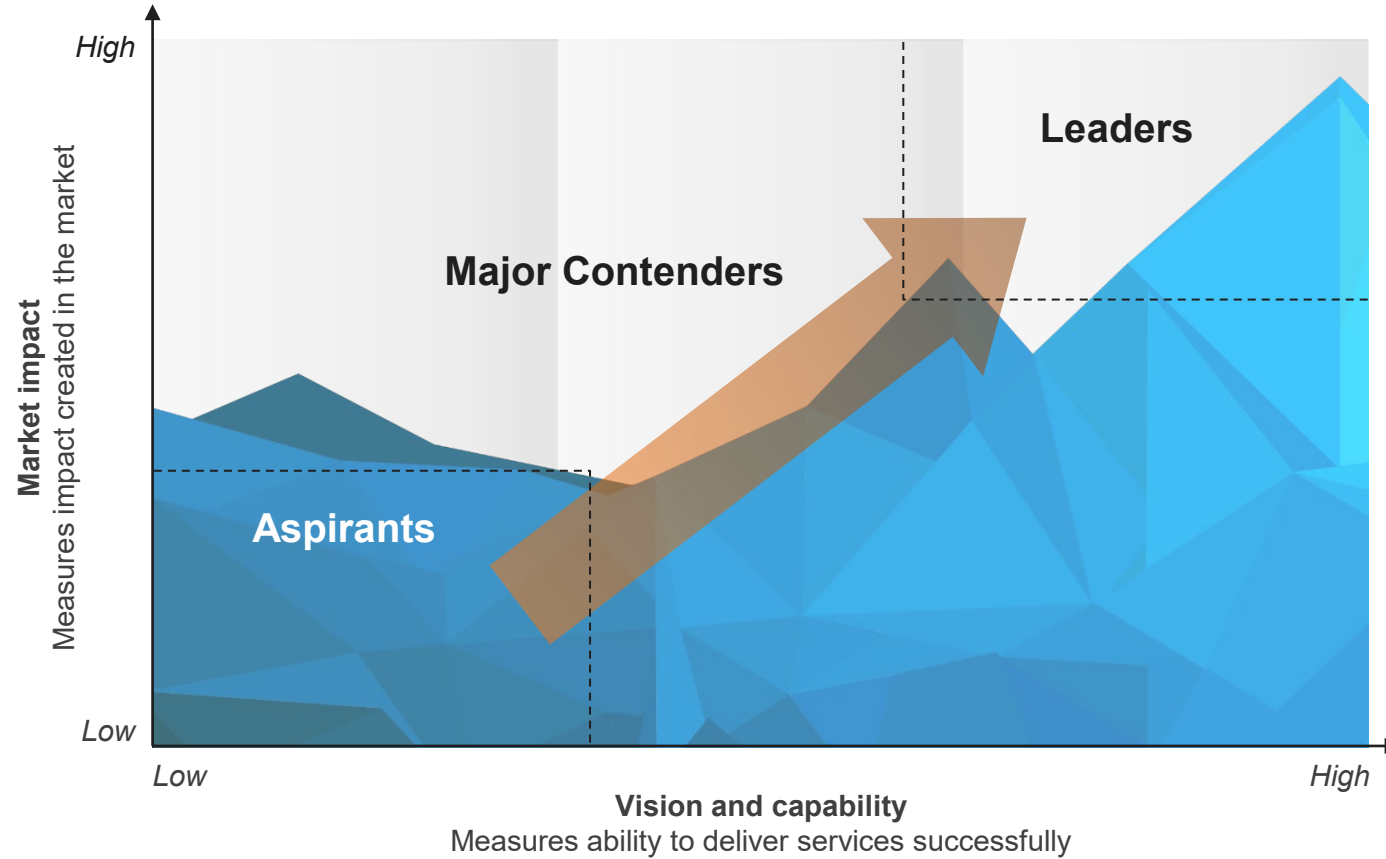 High
Leaders
Major Contenders
Market impact
Measures impact created in the market
Aspirants
Low
Low
High
Vision and capability
Measures ability to deliver services successfully